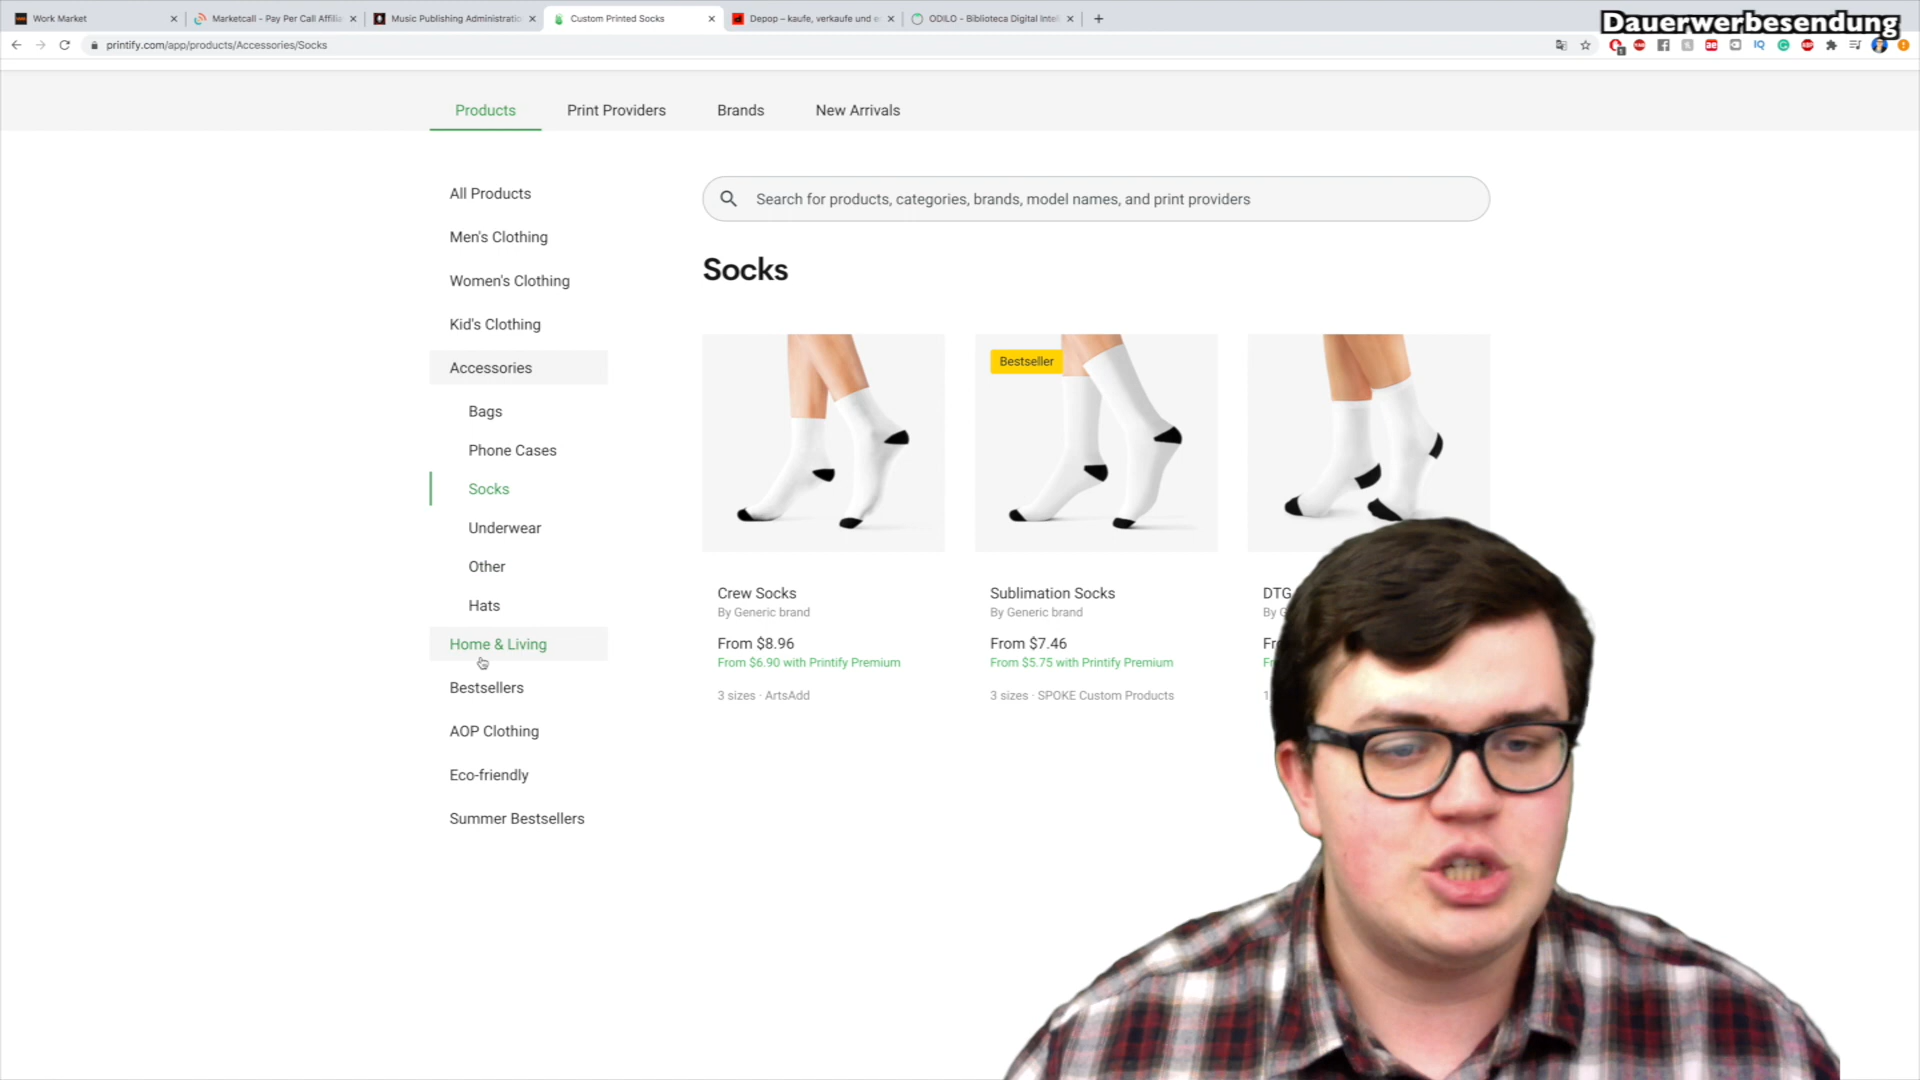 Work Market
Marketcall - Pay Per Call Affilia
Music Publishing Administratio
Custom Printed Socks
Depop – kaufe, verkaufe und e
ODILO - Biblioteca Digital Intel
Dauerwerbesendung
printify.com/app/products/Accessories/Socks
Products
Print Providers
Brands
New Arrivals
All Products
Men's Clothing
Women's Clothing
Kid's Clothing
Accessories
Bags
Phone Cases
Socks
Underwear
Other
Hats
Home & Living
Bestsellers
AOP Clothing
Eco-friendly
Summer Bestsellers
Search for products, categories, brands, model names, and print providers
Socks
Crew Socks
By Generic brand
From $8.96
From $6.90 with Printify Premium
3 sizes · ArtsAdd
Bestseller
Sublimation Socks
By Generic brand
From $7.46
From $5.75 with Printify Premium
3 sizes · SPOKE Custom Products
DTG
By G